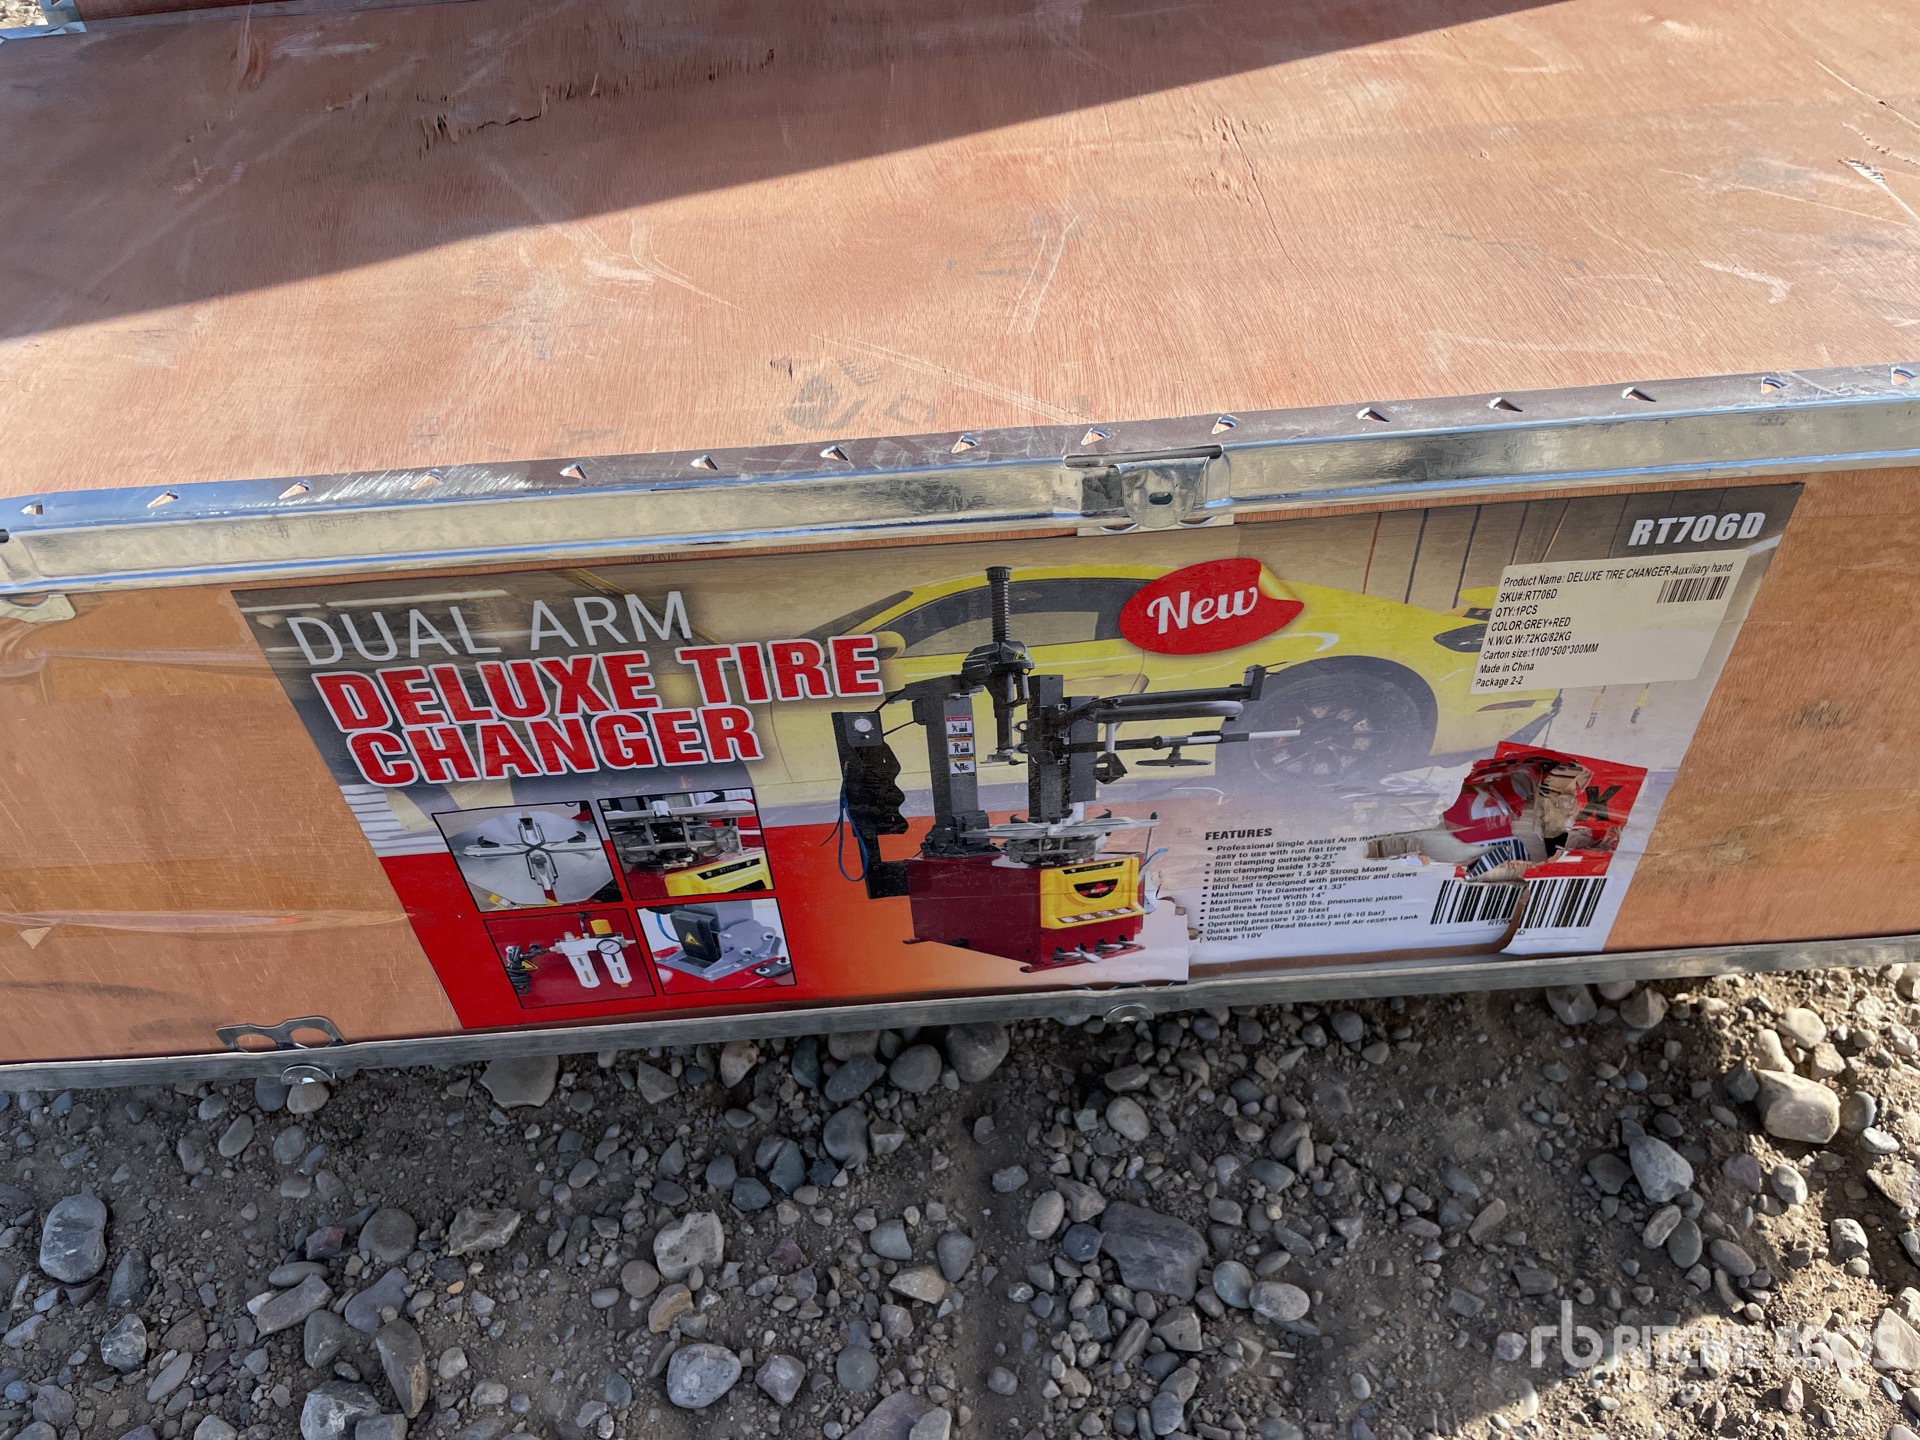 RT706D
Product Name: DELUXE TIRE CHANGER-Auxiliary hand
SKU#:RT706D
QTY:1PCS
COLOR:GREY+RED
N.W/G.W:72KG/82KG
Carton size:1100*500*300MM
Made in China
Package 2-2
New
DUAL ARM
DELUXE TIRE
CHANGER
FEATURES
• Professional Single Assist Arm
easy to use with run flat tires
• Rim clamping outside 9-21"
• Rim clamping inside 13-25"
• Motor Horsepower 1.5 HP Strong Motor
• Bird head is designed with protector and claws
• Maximum Tire Diameter 41.33"
• Maximum wheel Width 14"
• Bead Break force 5100 lbs. pneumatic piston
• Includes bead blast air blast
• Operating pressure 120-145 psi (8-10 bar)
• Quick Inflation (Bead Blaster) and Air reserve tank
• Voltage 110V
X
rb RITCHIE BROS